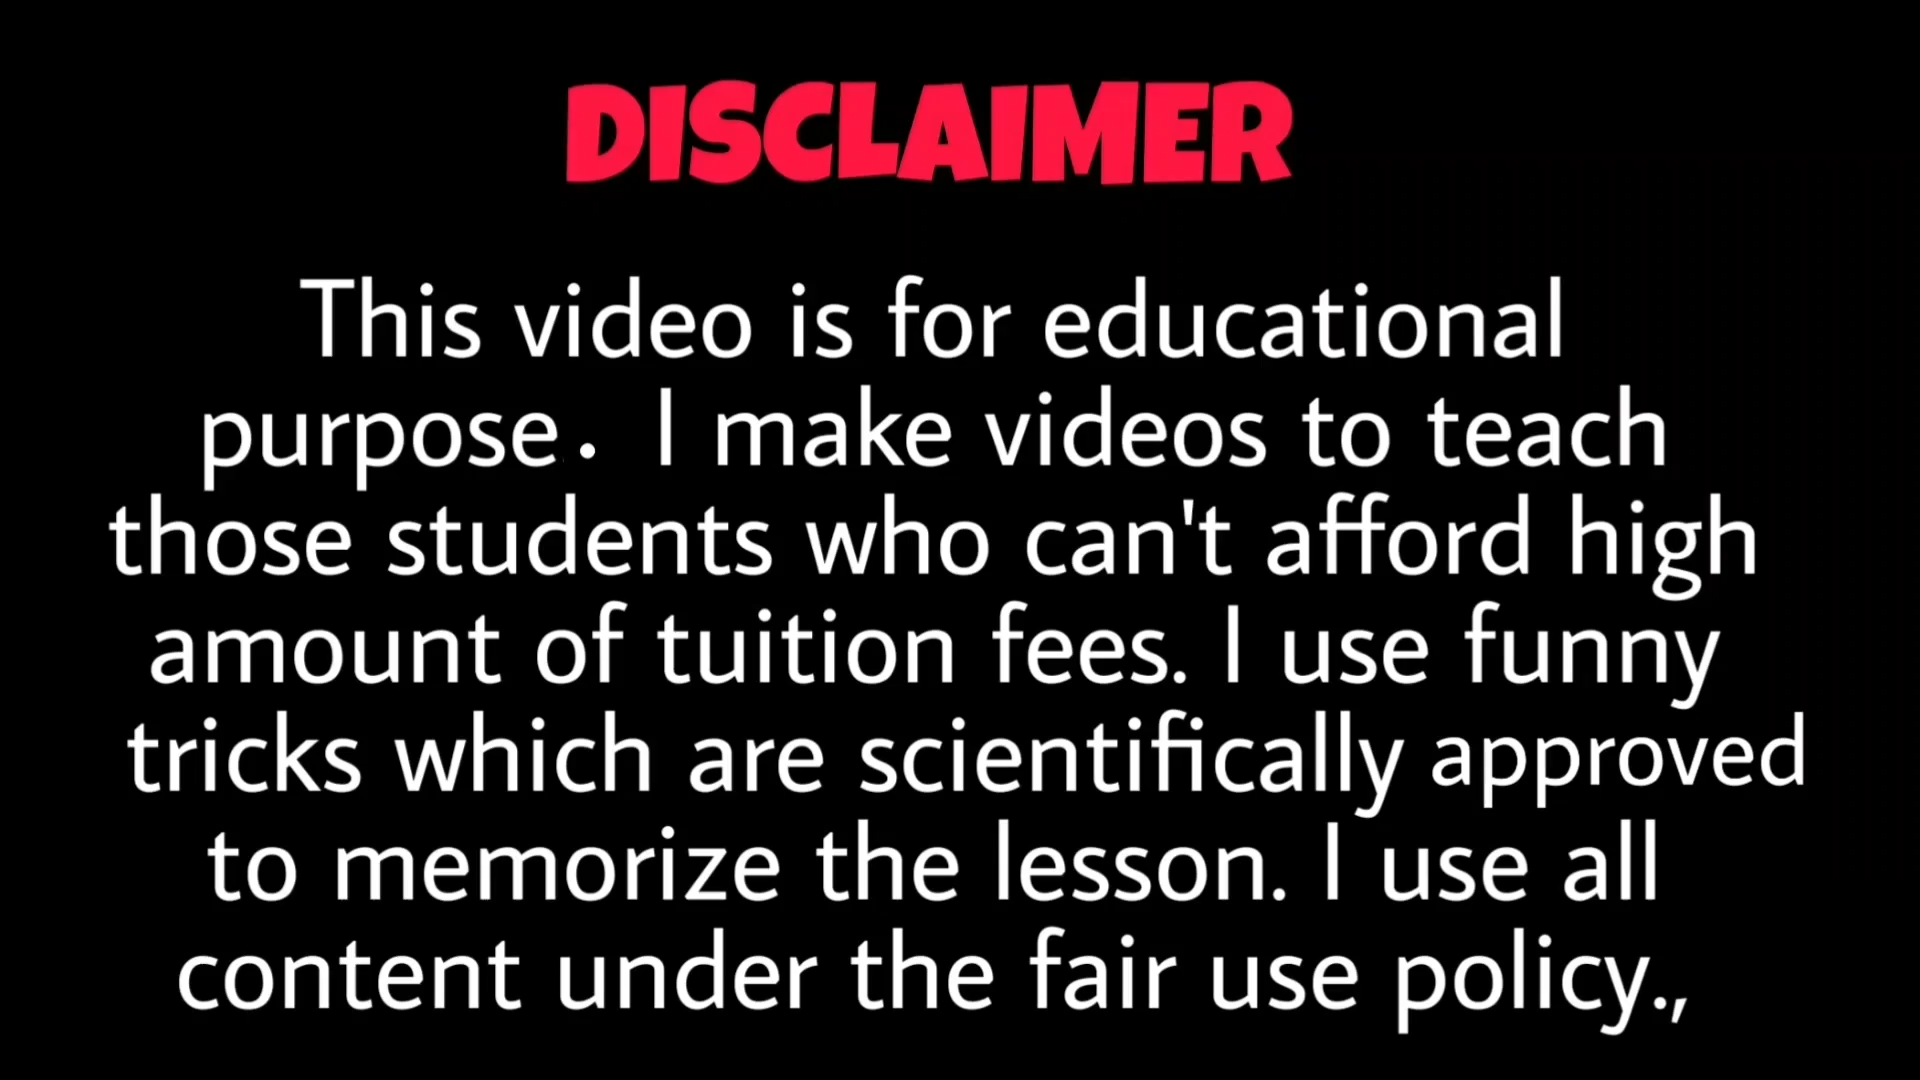 DISCLAIMER
This video is for educational
purpose. I make videos to teach
those students who can't afford high
amount of tuition fees. I use funny
tricks which are scientifically approved
to memorize the lesson. I use all
content under the fair use policy.,